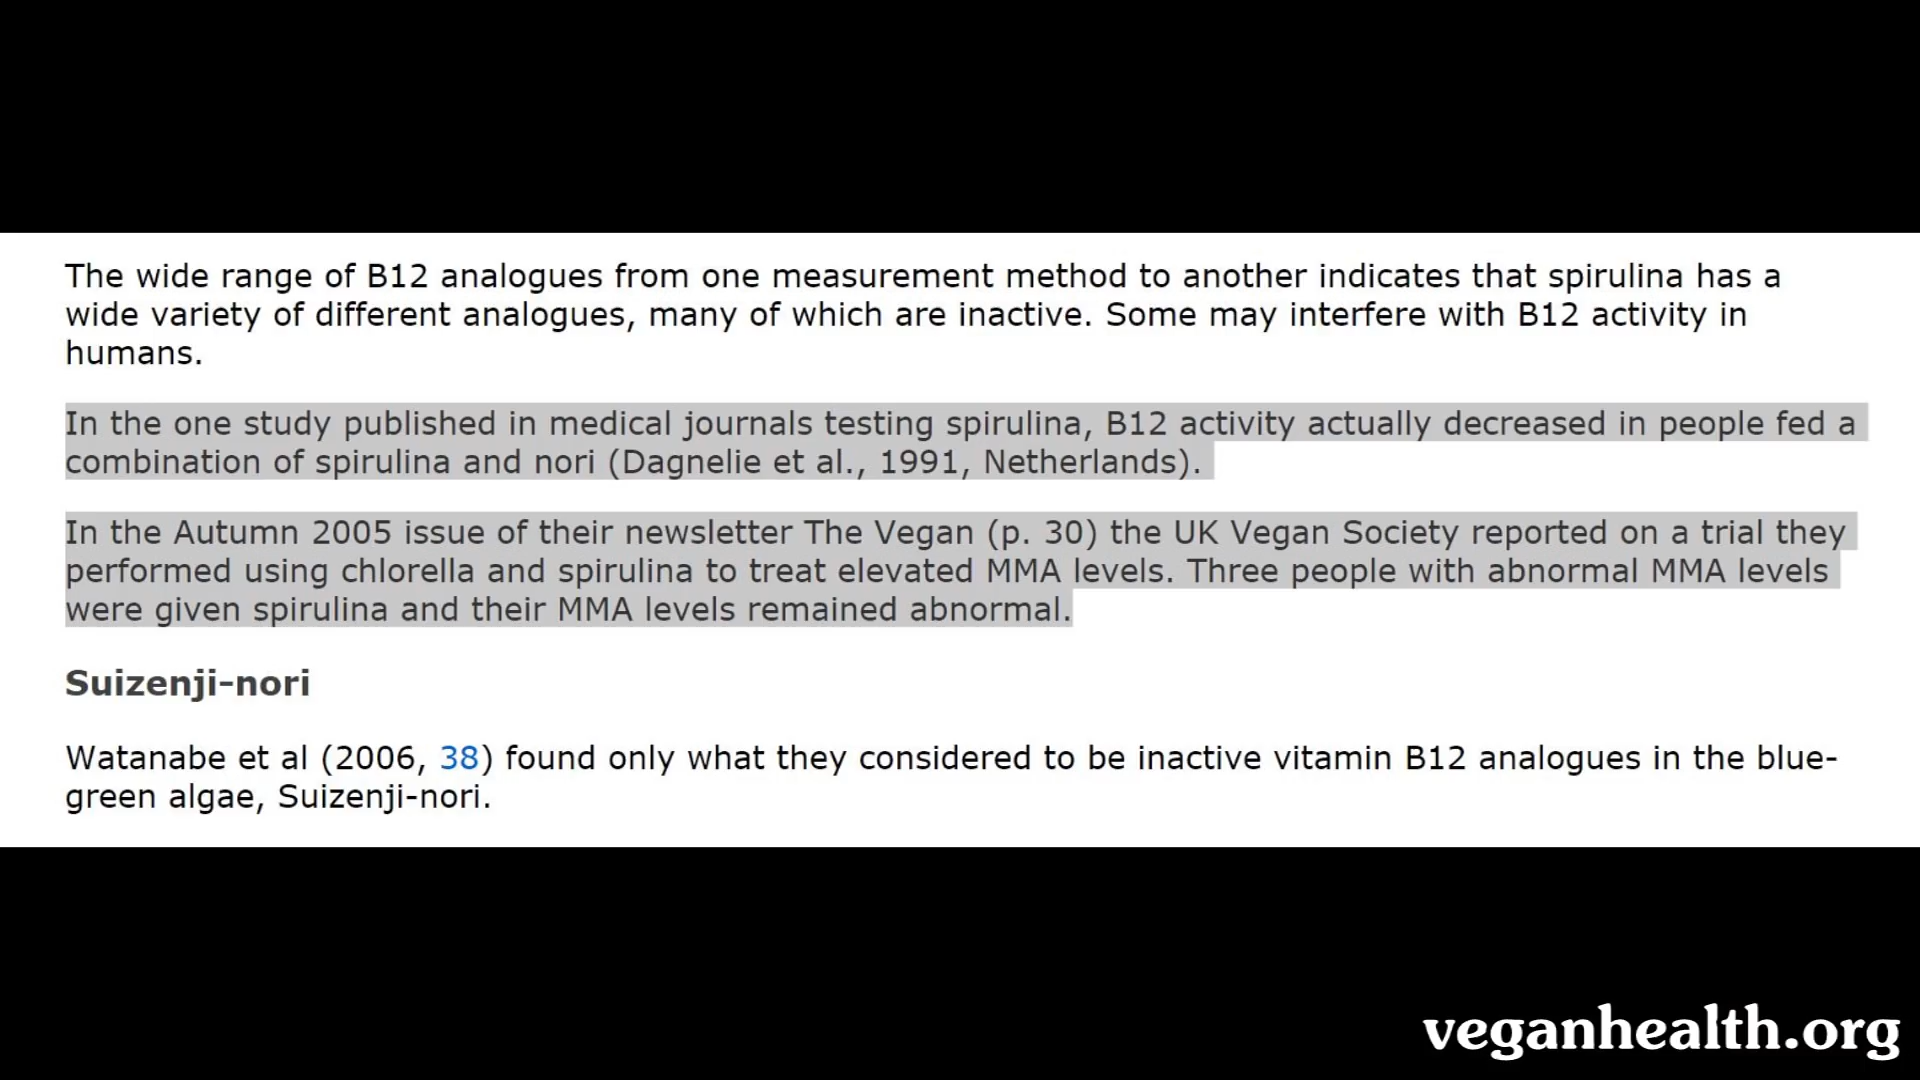 The wide range of B12 analogues from one measurement method to another indicates that spirulina has a
wide variety of different analogues, many of which are inactive. Some may interfere with B12 activity in
humans.
In the one study published in medical journals testing spirulina, B12 activity actually decreased in people fed a
combination of spirulina and nori (Dagnelie et al., 1991, Netherlands).
In the Autumn 2005 issue of their newsletter The Vegan (p. 30) the UK Vegan Society reported on a trial they
performed using chlorella and spirulina to treat elevated MMA levels. Three people with abnormal MMA levels
were given spirulina and their MMA levels remained abnormal.
Suizenji-nori
Watanabe et al (2006, 38) found only what they considered to be inactive vitamin B12 analogues in the blue-
green algae, Suizenji-nori.
veganhealth.org